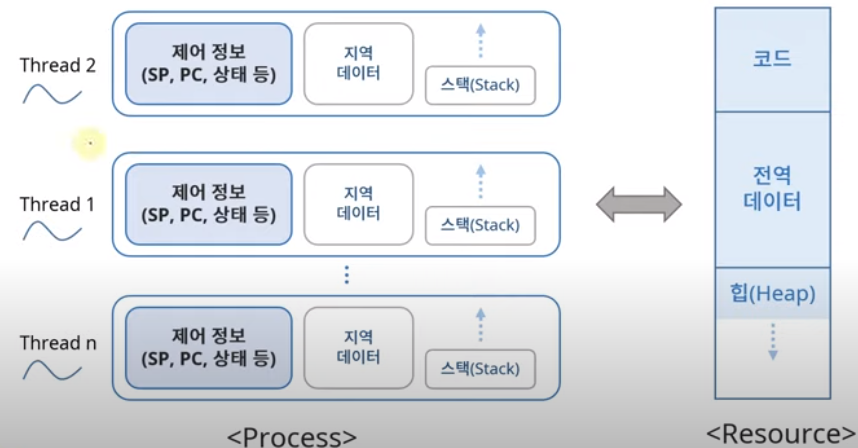 Thread 2
제어 정보
(SP, PC, 상태 등)
지역
데이터
스택(Stack)
Thread 1
제어 정보
(SP, PC, 상태 등)
지역
데이터
스택(Stack)
Thread n
제어 정보
(SP, PC, 상태 등)
지역
데이터
스택(Stack)
<Process>
코드
전역
데이터
힙(Heap)
<Resource>